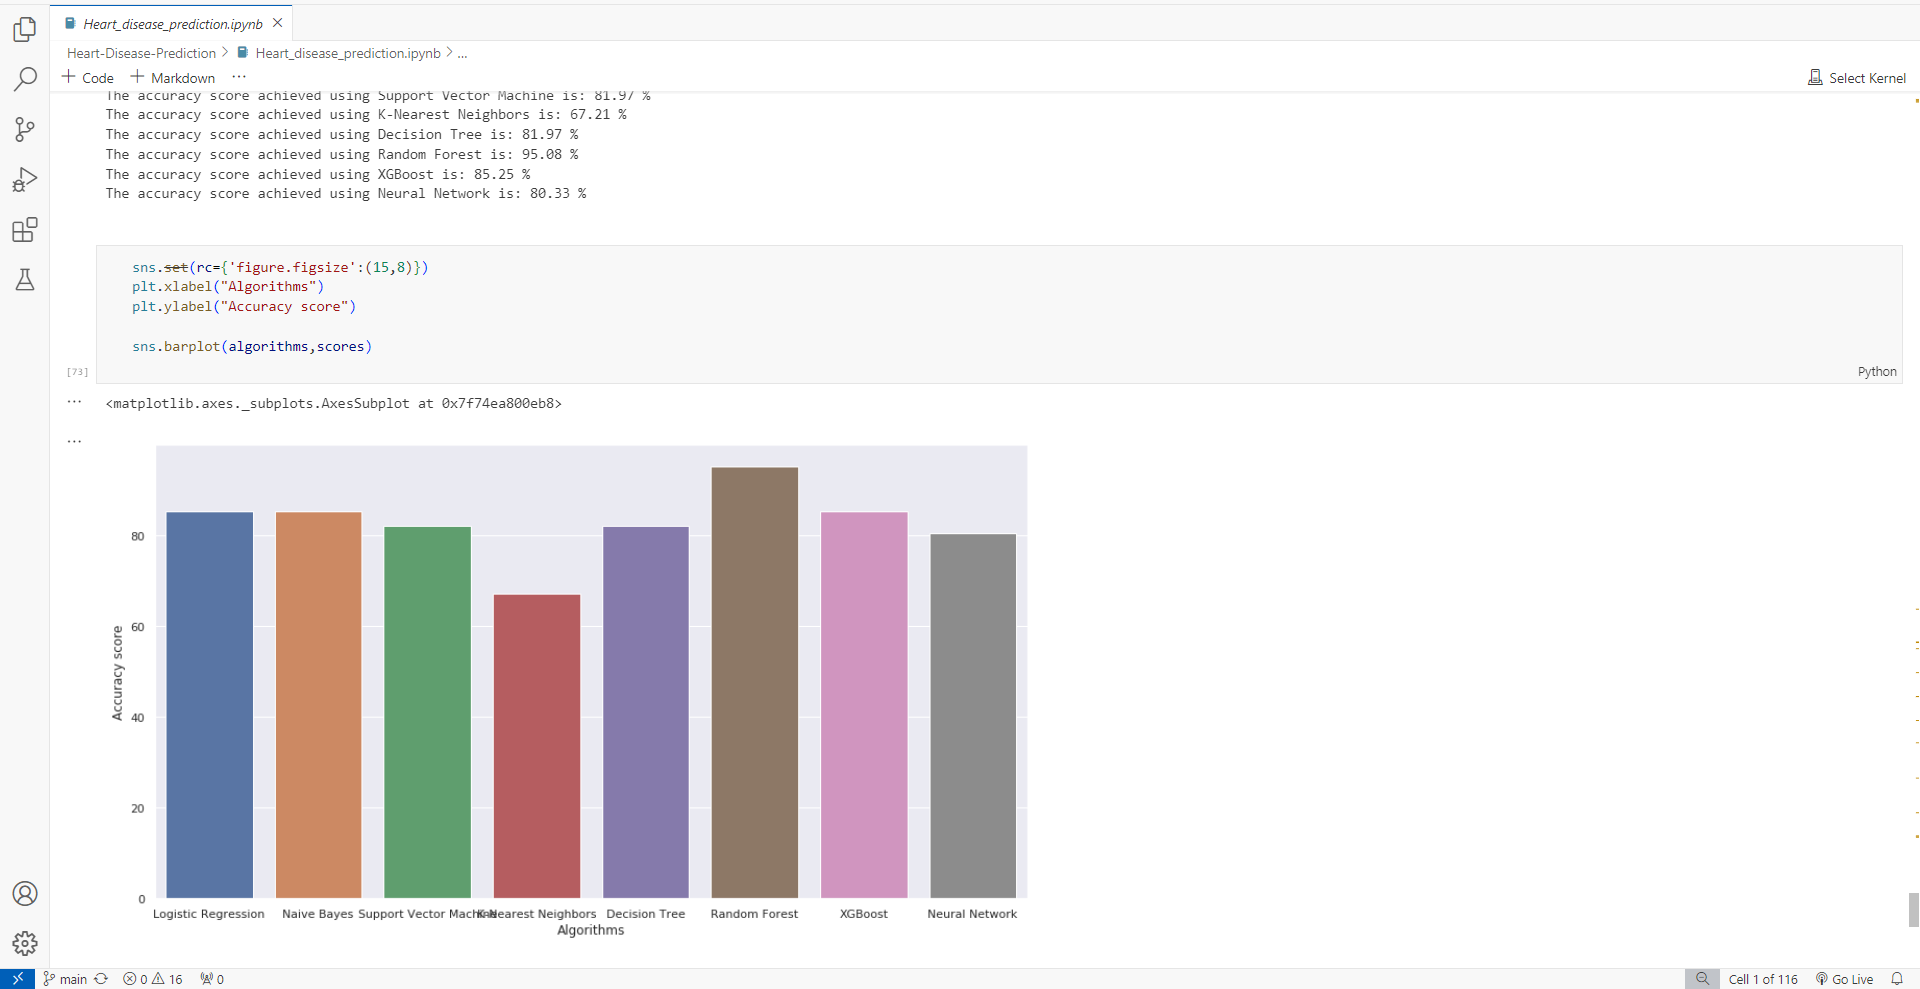 Heart_disease_prediction.ipynb
Heart-Disease-Prediction > Heart_disease_prediction.ipynb > ...
+ Code + Markdown ...
Select Kernel
The accuracy score achieved using Support Vector Machine is: 81.97 %
The accuracy score achieved using K-Nearest Neighbors is: 67.21 %
The accuracy score achieved using Decision Tree is: 81.97 %
The accuracy score achieved using Random Forest is: 95.08 %
The accuracy score achieved using XGBoost is: 85.25 %
The accuracy score achieved using Neural Network is: 80.33 %
sns.set(rc={'figure.figsize':(15,8)})
plt.xlabel("Algorithms")
plt.ylabel("Accuracy score")
sns.barplot(algorithms,scores)
[73]
Python
<matplotlib.axes._subplots.AxesSubplot at 0x7f74ea800eb8>
80
60
40
20
0
Accuracy score
Logistic Regression Naive Bayes Support Vector Machine K-Nearest Neighbors Decision Tree Random Forest XGBoost Neural Network
Algorithms
main 0 16 0
Cell 1 of 116 Go Live